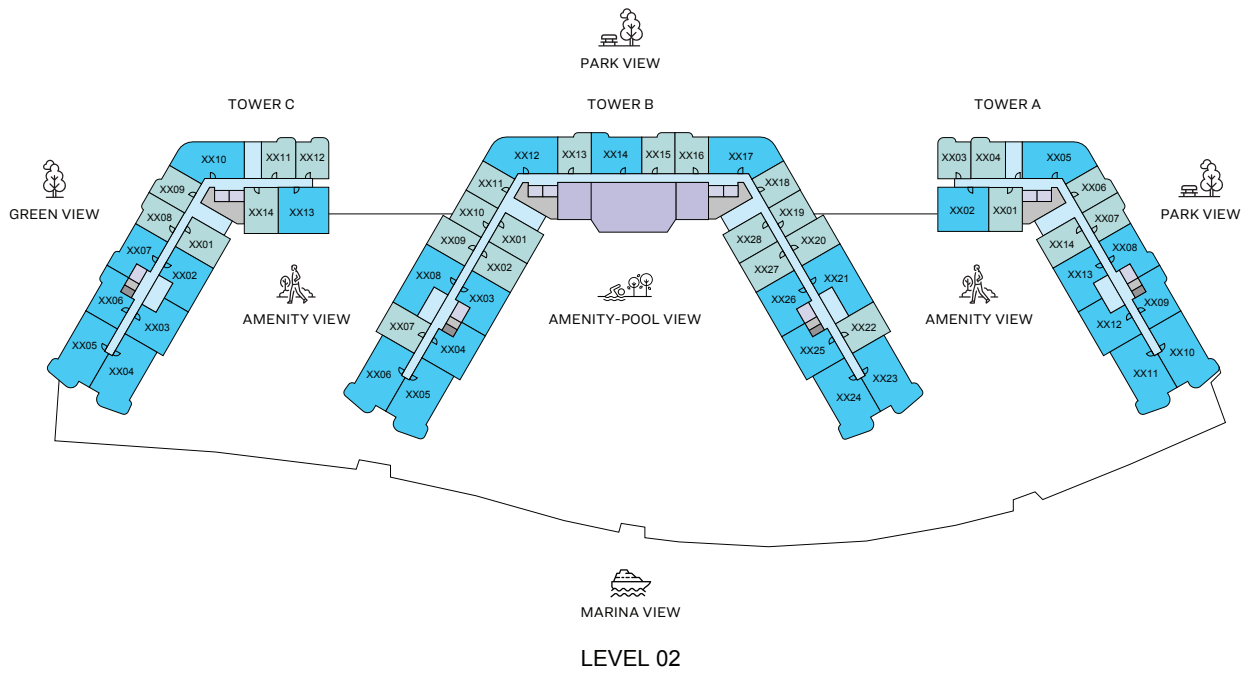 PARK VIEW
TOWER C
TOWER B
TOWER A
GREEN VIEW
PARK VIEW
XX10
XX11
XX12
XX09
XX08
XX14
XX13
XX07
XX01
XX06
XX02
XX05
XX03
XX04
XX12
XX13
XX14
XX15
XX16
XX17
XX11
XX18
XX10
XX19
XX09
XX01
XX28
XX20
XX08
XX02
XX27
XX21
XX03
XX26
XX07
XX04
XX25
XX22
XX06
XX05
XX24
XX23
XX03
XX04
XX05
XX06
XX02
XX01
XX07
XX14
XX08
XX13
XX09
XX12
XX10
XX11
AMENITY VIEW
AMENITY-POOL VIEW
AMENITY VIEW
MARINA VIEW
LEVEL 02